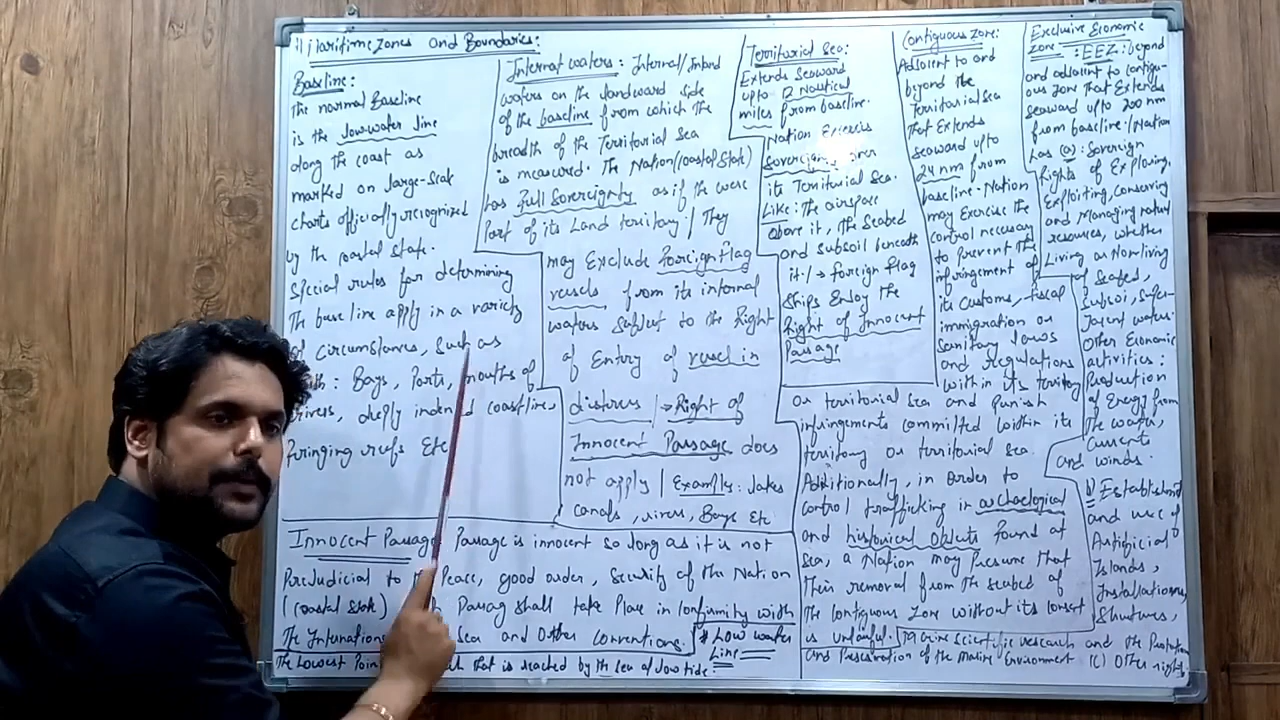 Maritime zones and Boundaries:
Baseline:
The normal Baseline
is the low-water line
along the coast as
marked on large-scale
charts officially recognized
by the coastal state.
Special rules for determining
The base line apply in a variety
of circumstances, such as
Bays, Ports, mouths of
rivers, deeply coastlines
Fringing reefs Etc
Internal waters: Internal/Inland
waters on the landward side
of the baseline from which the
breadth of the Territorial Sea
is measured. The Nation/(coastal State)
has Full Sovereignty as if the were
Part of its Land territory / They
may Exclude Foreign flag
vessels from its internal
waters subject to the Right
of Entry of vessel in
distress / → Right of
Innocent Passage does
not apply | Example: Lakes
canals, rivers, Bays Etc
Territorial Sea:
Extends Seaward
upto 12 Nautical
miles from baseline.
Nation Exercis
sovereignty over
its Territorial Sea.
Like: The airspace
above it, the Seabed
and subsoil beneath
it. / → foreign flag
ships Enjoy the
Right of Innocent
Passage
Contiguous zone:
Adjacent to and
beyond the
Territorial Sea
That Extends
Seaward upto
24 nm from
baseline. Nation
may Exercise the
control necessary
to prevent the
infringement of
its customs, fiscal
immigration or
sanitary laws
and regulations
within its territory
or territorial sea and punish
infringements committed within its
territory or territorial sea
Additionally, in order to
control trafficking in archaeological
and historical objects found at
sea, a Nation may Presume that
Their removal from the seabed of
The contiguous zone without its consent
is unlawful.
Exclusive Economic
zone: EEZ: beyond
and adjacent to contigu-
ous zone that Extends
seaward upto 200 nm
from baseline. / Nation
has (a): Sovereign
Rights of Exploring,
Exploiting, conserving
and Managing natural
resources, whether
Living or Nonliving
of Seabed,
Subsoi, Super-
Jacent waters.
Other Economic
activities:
Production
of Energy from
the water,
currents
and winds.
b) Establishment
and use of
Artificial
Islands,
Installations,
Structures,
Marine scientific research and the Protection
and Preservation of the Marine Environment (c) Other rights
Innocent Passage Passage is innocent so long as it is not
Prejudicial to Peace, good order, Security of the Nation
(coastal State) Passag shall take Place in conformity with
The Sea and Other conventions.
* Low water
Line
The Lowest that is reached by the sea at low tide.